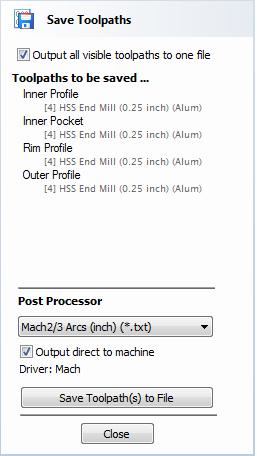 Save Toolpaths
Output all visible toolpaths to one file
Toolpaths to be saved ...
Inner Profile
[4] HSS End Mill (0.25 inch) (Alum)
Inner Pocket
[4] HSS End Mill (0.25 inch) (Alum)
Rim Profile
[4] HSS End Mill (0.25 inch) (Alum)
Outer Profile
[4] HSS End Mill (0.25 inch) (Alum)
Post Processor
Mach2/3 Arcs (inch) (*.txt)
Output direct to machine
Driver: Mach
Save Toolpath(s) to File
Close